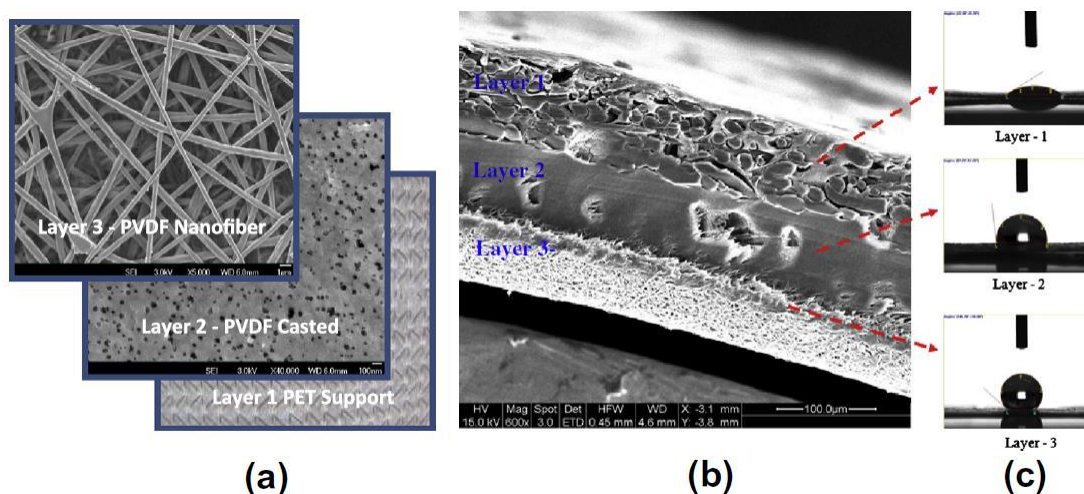 Layer 3 - PVDF Nanofiber
SEI 3.0kV X5,000 WD 6.0mm 1µm
Layer 2 - PVDF Casted
SEI 3.0kV X40,000 WD 6.0mm 100nm
Layer 1 PET Support
(a)
Layer 1
Layer 2
Layer 3-
HV Mag Spot Det HFW WD X: -3.1 mm
15.0 kV 600x 3.0 ETD 0.45 mm 4.6 mm Y: -3.8 mm
100.0µm
(b)
Layer - 1
Layer - 2
Layer - 3
(c)